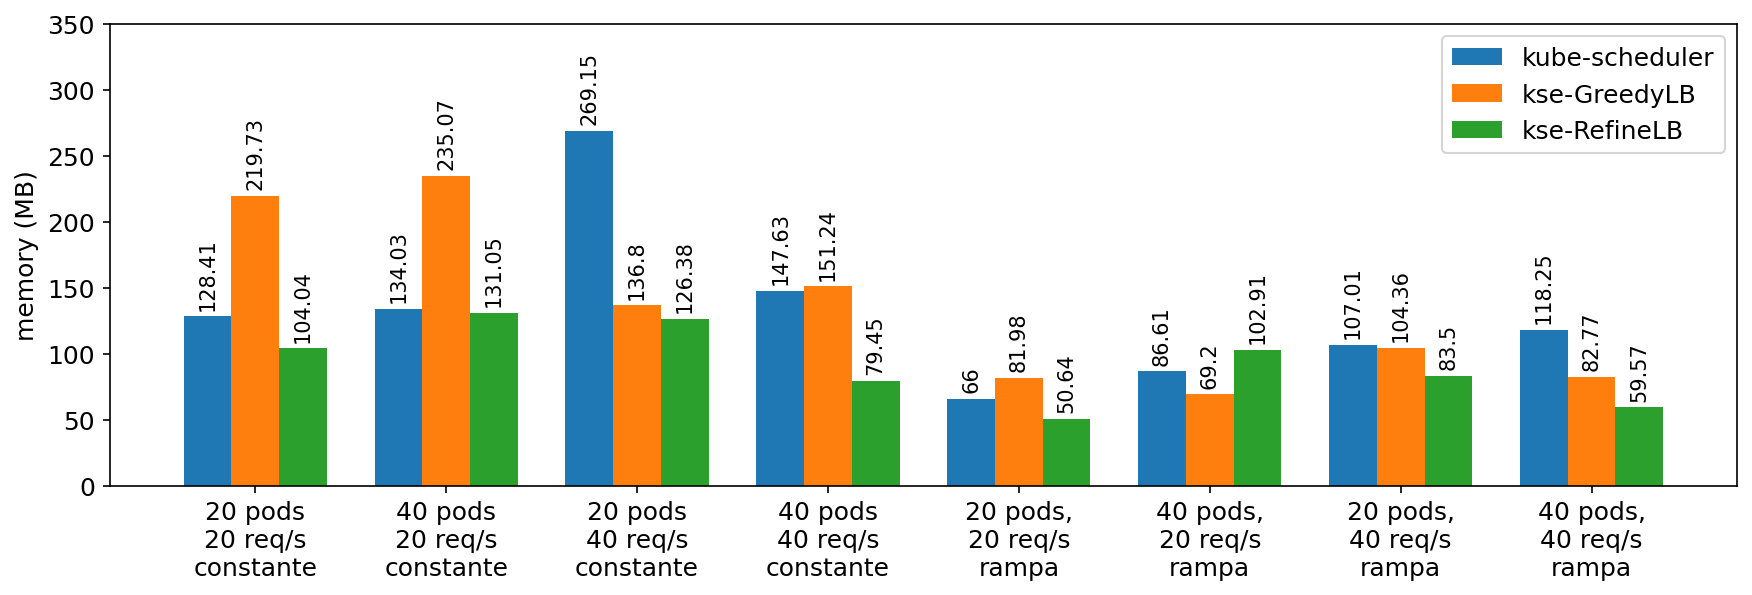 memory (MB)
350
300
250
200
150
100
50
0
128.41
219.73
104.04
134.03
235.07
131.05
269.15
136.8
126.38
147.63
151.24
79.45
66
81.98
50.64
86.61
69.2
102.91
107.01
104.36
83.5
118.25
82.77
59.57
kube-scheduler
kse-GreedyLB
kse-RefineLB
20 pods
20 req/s
constante
40 pods
20 req/s
constante
20 pods
40 req/s
constante
40 pods
40 req/s
constante
20 pods,
20 req/s
rampa
40 pods,
20 req/s
rampa
20 pods,
40 req/s
rampa
40 pods,
40 req/s
rampa